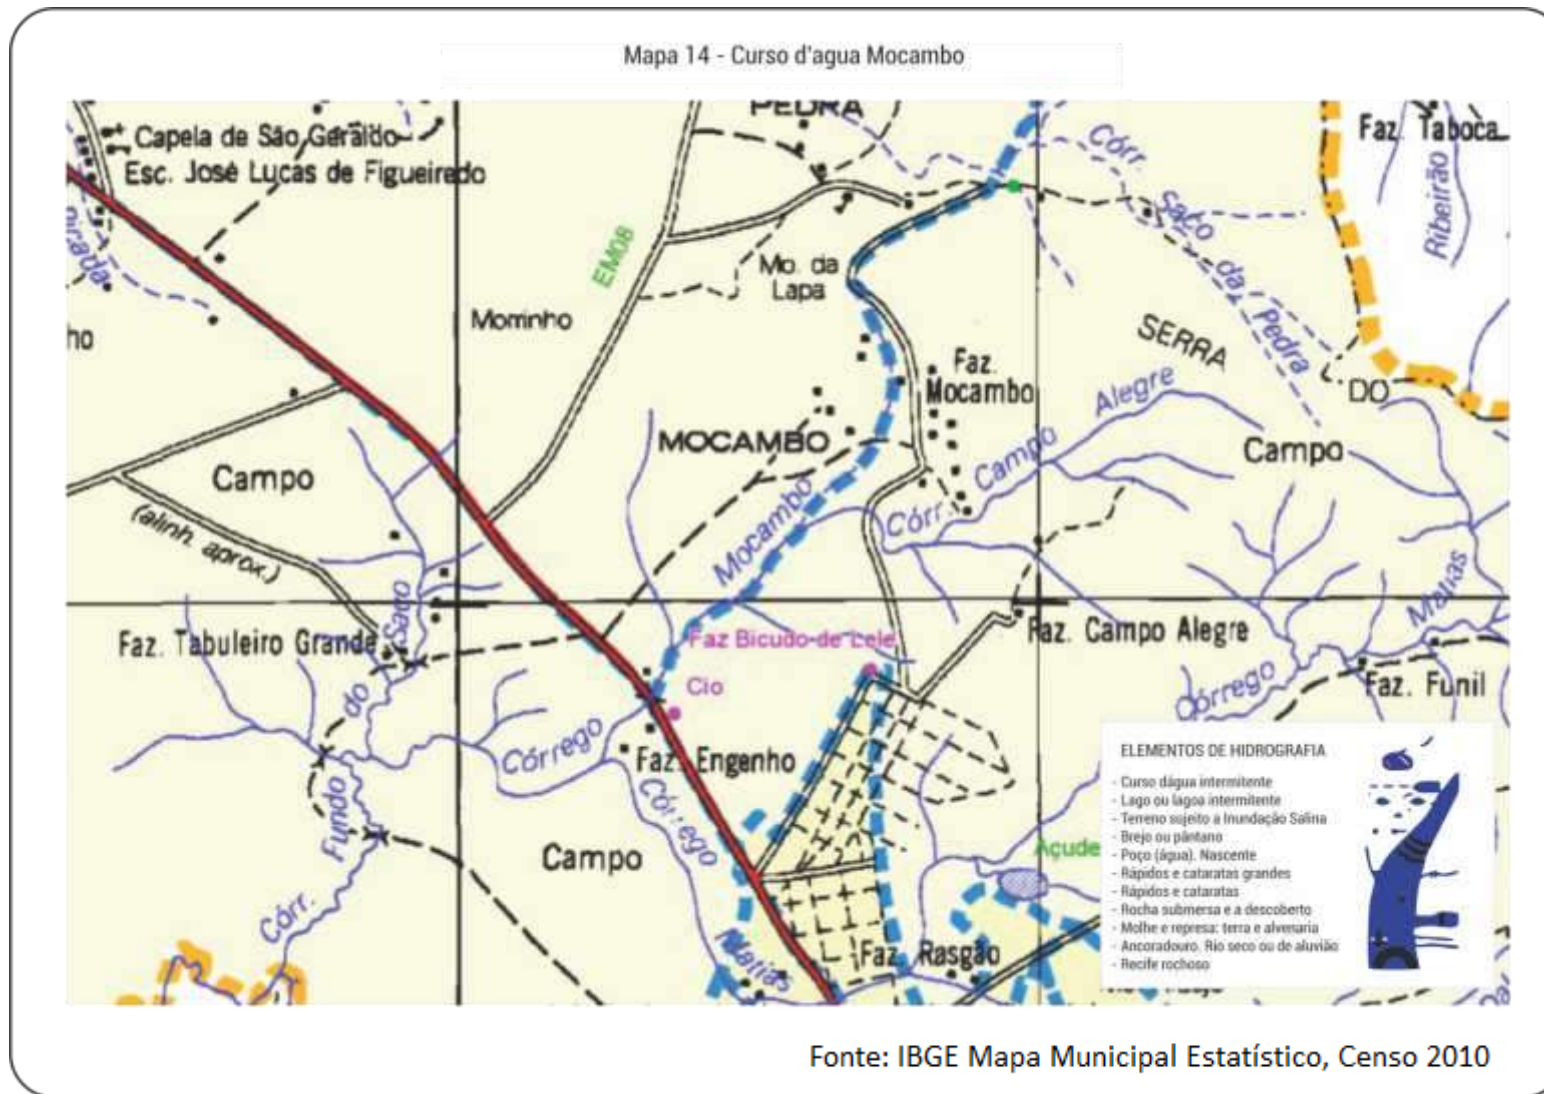 Mapa 14 - Curso d'agua Mocambo
PEDRA
Capela de São Geraldo
Esc. José Lucas de Figueiredo
Córr.
saco
da
Pedra
Faz. Taboca
Ribeirão
EM08
Mo. da
Lapa
Morrinho
ho
SERRA
DO
Faz.
Mocambo
MOCAMBO
Campo
(alinh. aprox.)
Mocambo
Córr.
Campo
Alegre
Campo
Faz. Tabuleiro Grande
Saco
do
Fundo
Córr.
Faz Bicudo-de Lele
Cio
Faz. Campo Alegre
Matias
Córrego
Faz. Funil
Córrego
Faz. Engenho
Córrego
Matias
Campo
Açude
Faz. Rasgão
ELEMENTOS DE HIDROGRAFIA
- Curso dágua intermitente
- Lago ou lagoa intermitente
- Terreno sujeito a Inundação Salina
- Brejo ou pântano
- Poço (água). Nascente
- Rápidos e cataratas grandes
- Rápidos e cataratas
- Rocha submersa e a descoberto
- Molhe e represa: terra e alvenaria
- Ancoradouro. Rio seco ou de aluvião
- Recife rochoso
Fonte: IBGE Mapa Municipal Estatístico, Censo 2010